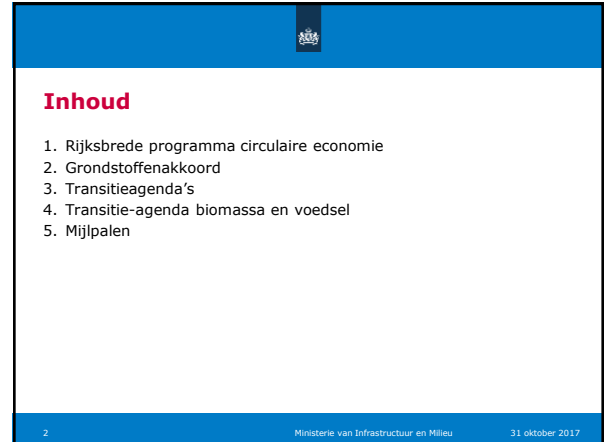 Inhoud
1. Rijksbrede programma circulaire economie
2. Grondstoffenakkoord
3. Transitieagenda's
4. Transitie-agenda biomassa en voedsel
5. Mijlpalen
2 Ministerie van Infrastructuur en Milieu 31 oktober 2017